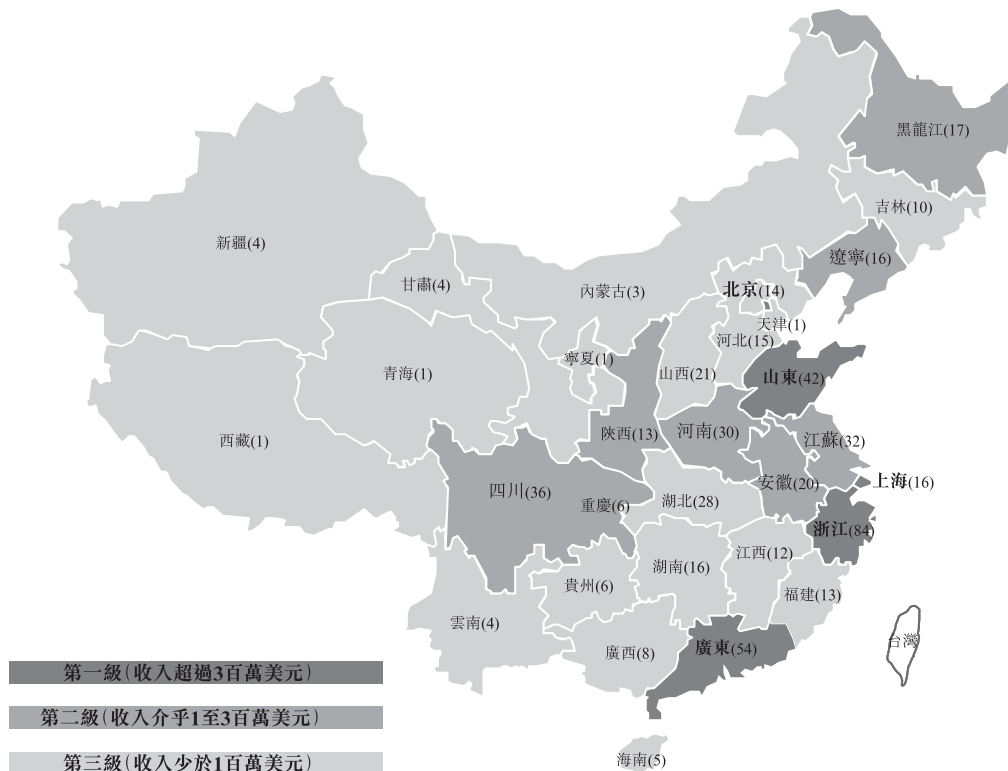 黑龍江(17)
吉林(10)
新疆(4)
遼寧(16)
甘肅(4)
內蒙古(3)
北京(14)
天津(1)
河北(15)
寧夏(1)
青海(1)
山西(21)
山東(42)
西藏(1)
陝西(13)
河南(30)
江蘇(32)
安徽(20)
上海(16)
四川(36)
重慶(6)
湖北(28)
浙江(84)
江西(12)
湖南(16)
貴州(6)
福建(13)
雲南(4)
台灣
廣東(54)
廣西(8)
第一級(收入超過3百萬美元)
第二級(收入介乎1至3百萬美元)
第三級(收入少於1百萬美元)
海南(5)